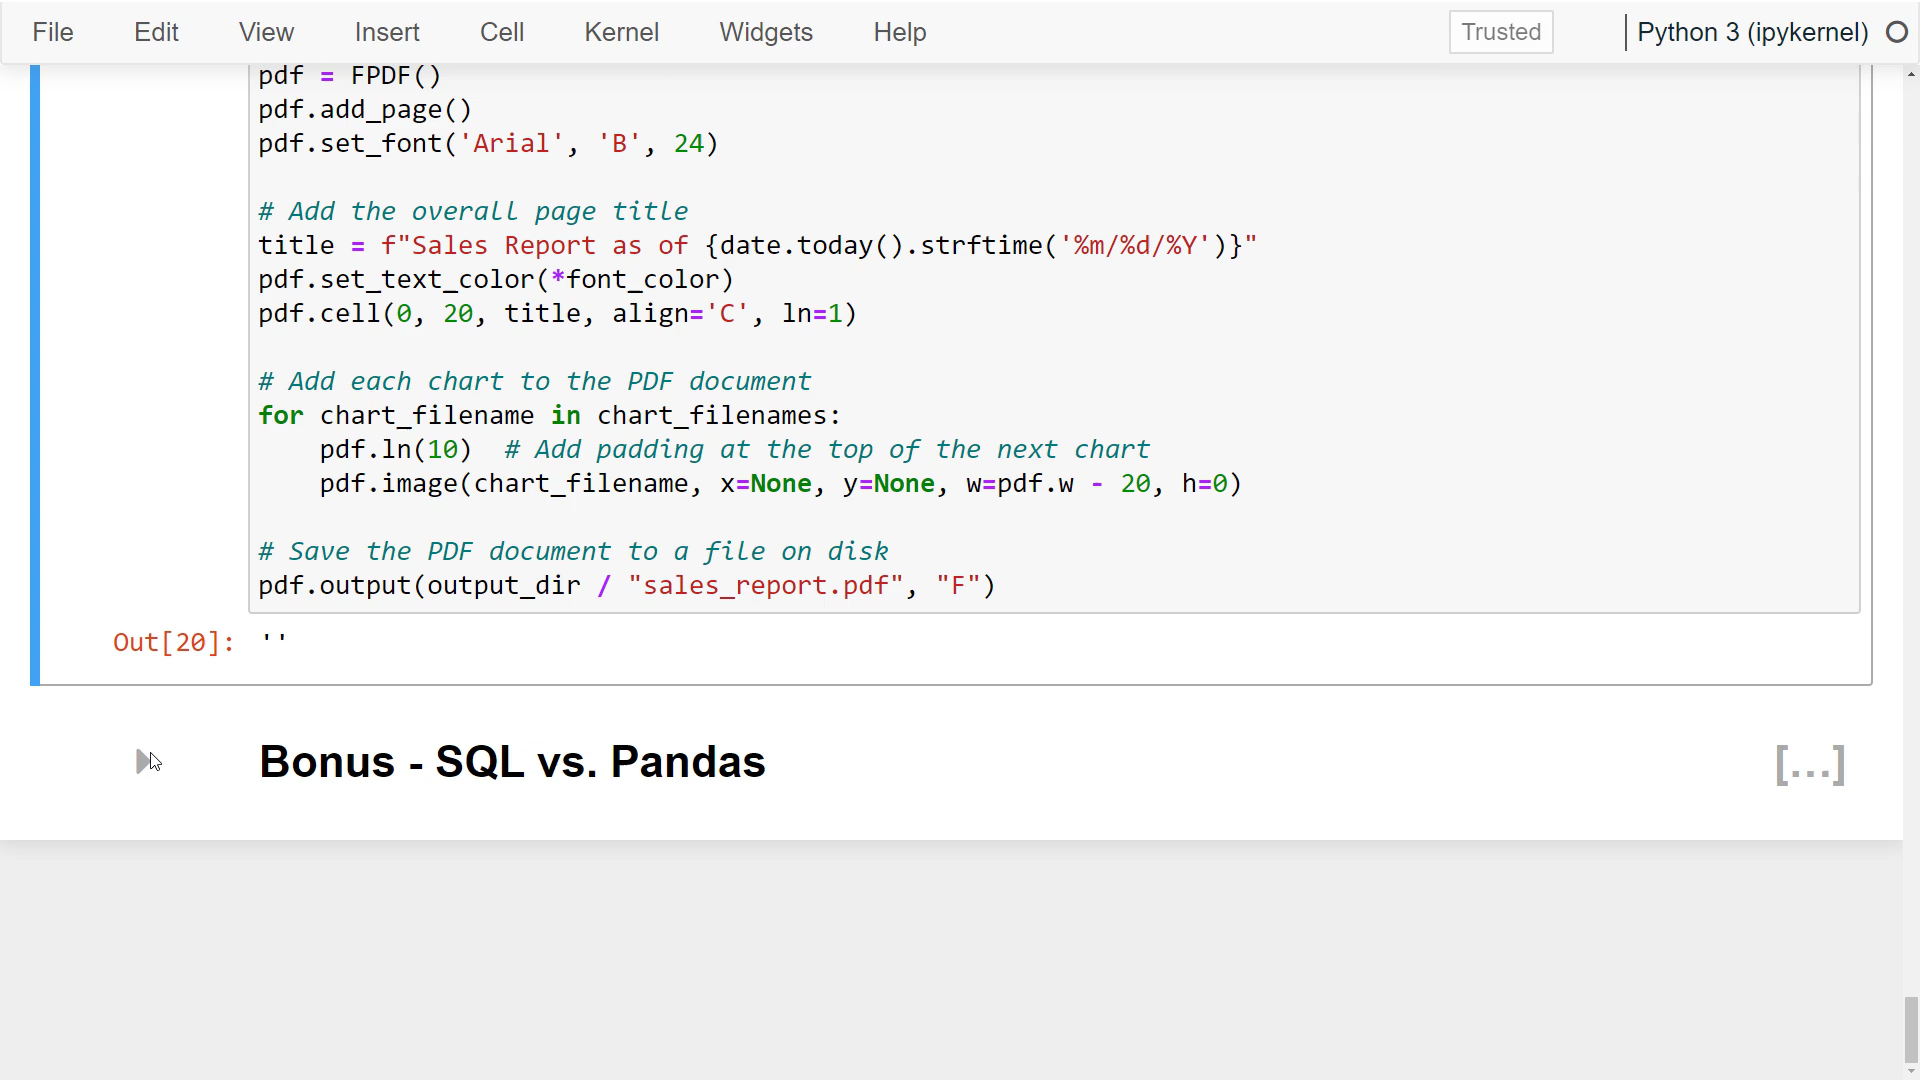 File Edit View Insert Cell Kernel Widgets Help Trusted Python 3 (ipykernel)
pdf = FPDF()
pdf.add_page()
pdf.set_font('Arial', 'B', 24)
# Add the overall page title
title = f"Sales Report as of {date.today().strftime('%m/%d/%Y')}"
pdf.set_text_color(*font_color)
pdf.cell(0, 20, title, align='C', ln=1)
# Add each chart to the PDF document
for chart_filename in chart_filenames:
    pdf.ln(10)  # Add padding at the top of the next chart
    pdf.image(chart_filename, x=None, y=None, w=pdf.w - 20, h=0)
# Save the PDF document to a file on disk
pdf.output(output_dir / "sales_report.pdf", "F")
Out[20]: ''
Bonus - SQL vs. Pandas [...]